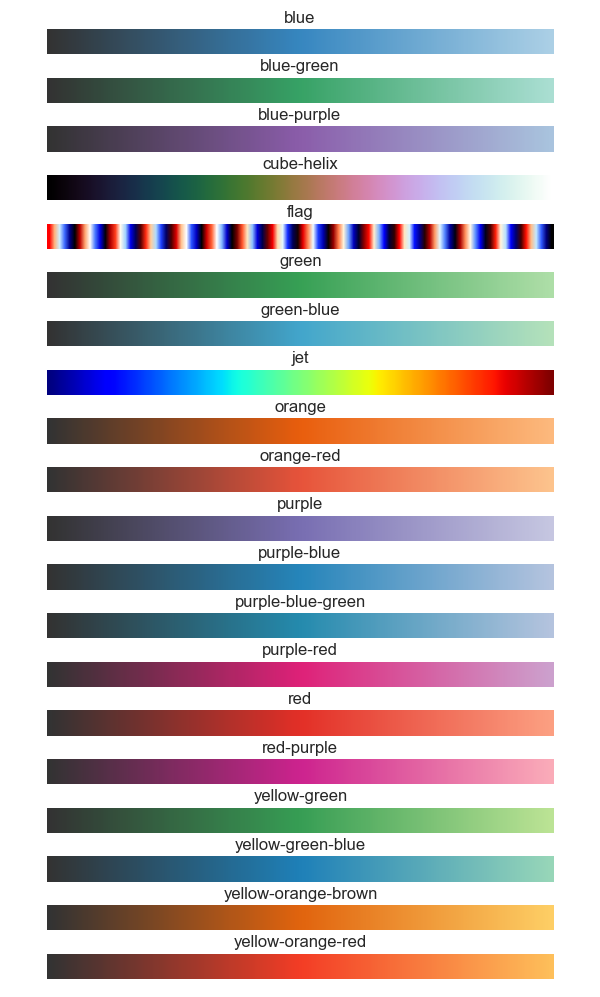 blue
blue-green
blue-purple
cube-helix
flag
green
green-blue
jet
orange
orange-red
purple
purple-blue
purple-blue-green
purple-red
red
red-purple
yellow-green
yellow-green-blue
yellow-orange-brown
yellow-orange-red